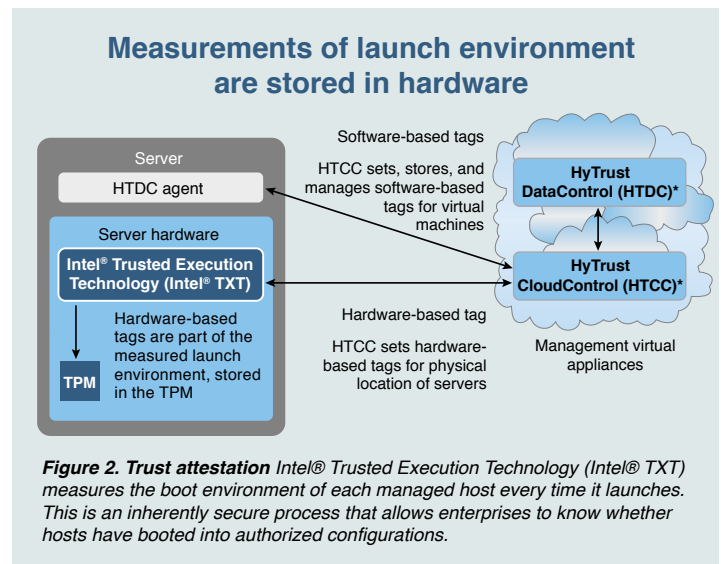 Measurements of launch environment
are stored in hardware
Server
HTDC agent
Server hardware
Intel® Trusted Execution
Technology (Intel® TXT)
Hardware-based
tags are part of the
measured launch
environment, stored
in the TPM
TPM
Software-based tags
HTCC sets, stores, and
manages software-based
tags for virtual
machines
Hardware-based tag
HTCC sets hardware-
based tags for physical
location of servers
HyTrust
DataControl (HTDC)*
HyTrust
CloudControl (HTCC)*
Management virtual
appliances
Figure 2. Trust attestation Intel® Trusted Execution Technology (Intel® TXT)
measures the boot environment of each managed host every time it launches.
This is an inherently secure process that allows enterprises to know whether
hosts have booted into authorized configurations.